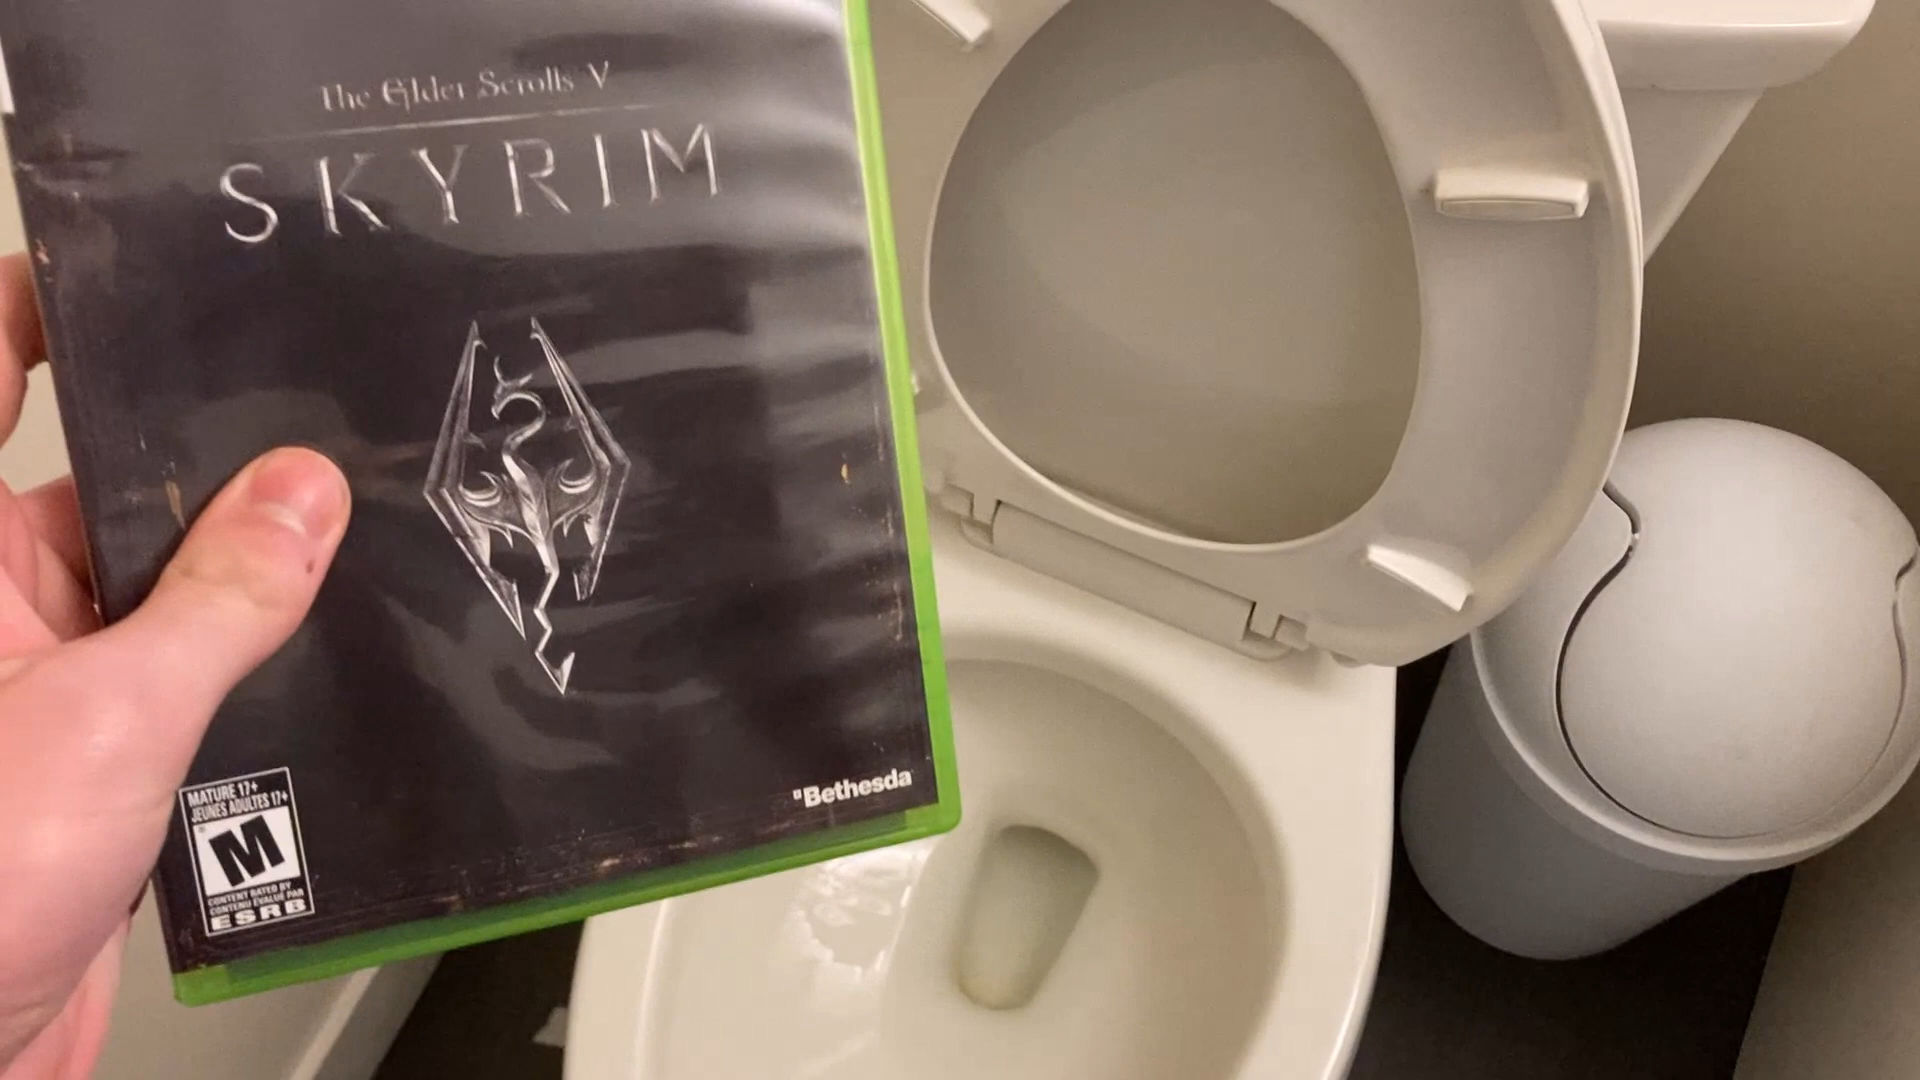 The Elder Scrolls V
SKYRIM
MATURE 17+
JEUNES ADULTES 17+
M
CONTENT RATED BY
CONTENU ÉVALUÉ PAR
ESRB
Bethesda